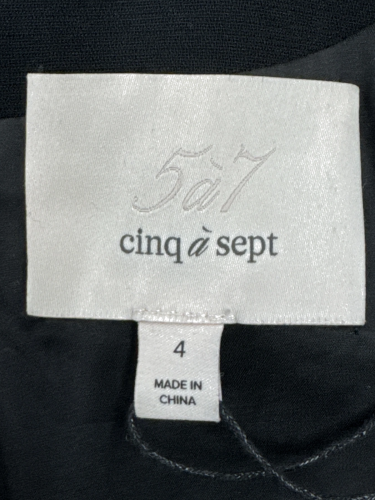 5à7
cinq à sept
4
MADE IN
CHINA